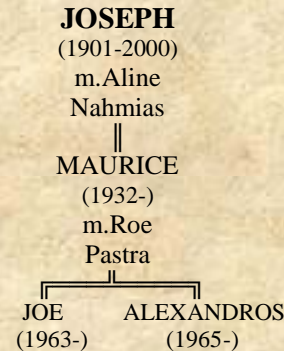 JOSEPH
(1901-2000)
m.Aline
Nahmias
MAURICE
(1932-)
m.Roe
Pastra
JOE ALEXANDROS
(1963-) (1965-)